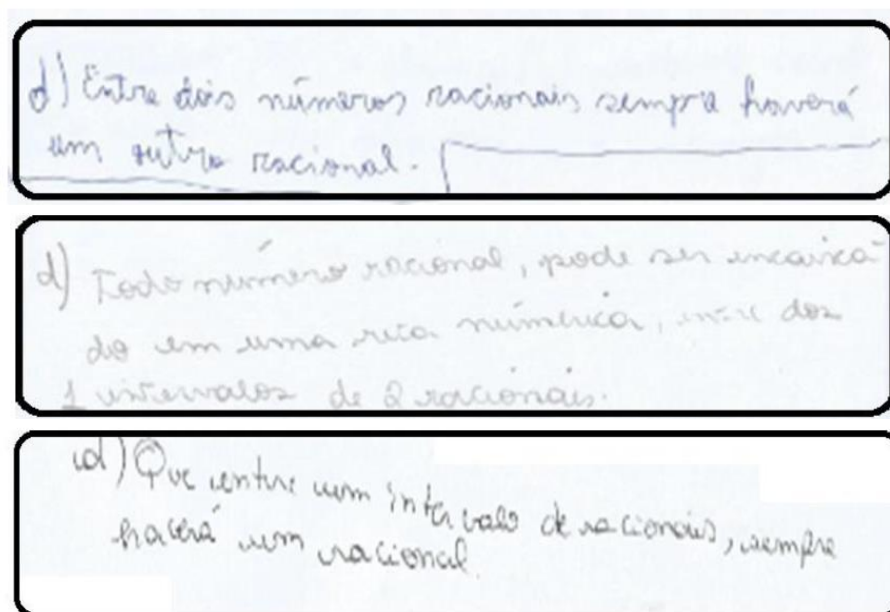 d) Entre dois números racionais sempre haverá
um outro racional.
d) Todo número racional, pode ser encaixa-
do em uma reta numérica, entre dos
1 intervalos de 2 racionais.
d) Que entre um intervalo de racionais, sempre
haverá um racional